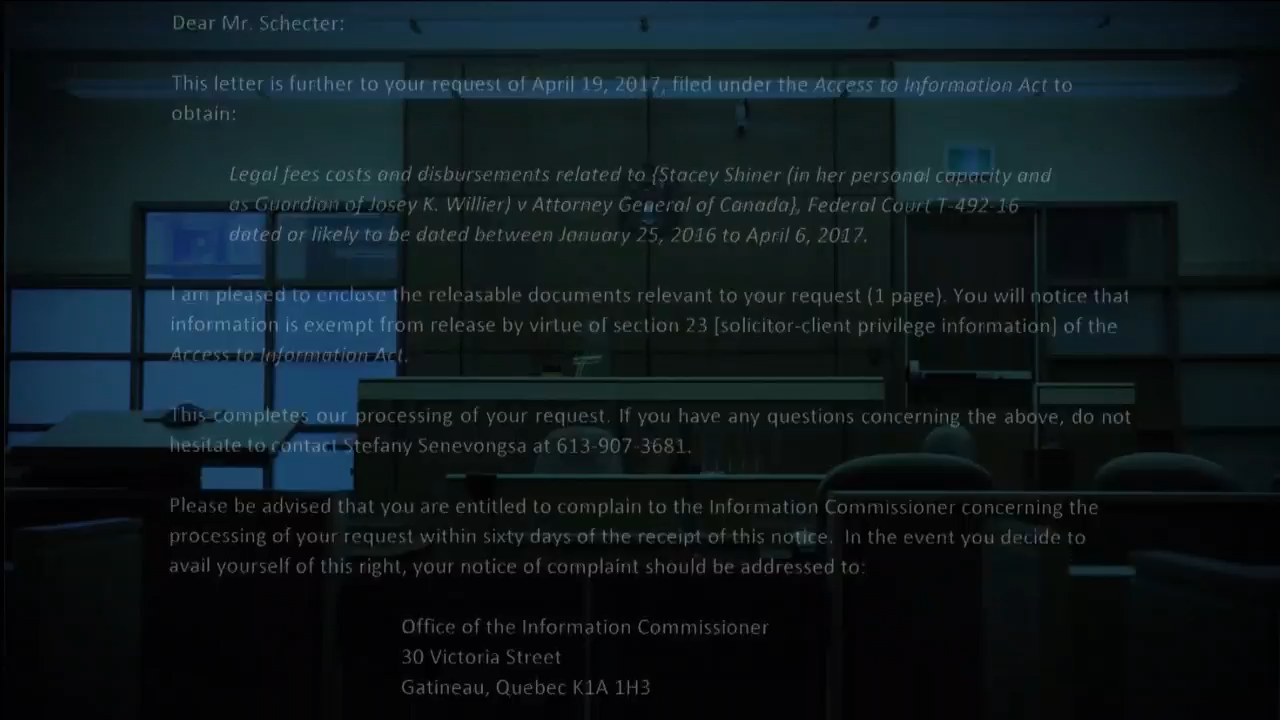 Dear Mr. Schecter:
This letter is further to your request of April 19, 2017, filed under the Access to Information Act to
obtain:
Legal fees costs and disbursements related to {Stacey Shiner (in her personal capacity and
as Guardian of Josey K. Willier) v Attorney General of Canada}, Federal Court T-492-16
dated or likely to be dated between January 25, 2016 to April 6, 2017.
I am pleased to enclose the releasable documents relevant to your request (1 page). You will notice that
information is exempt from release by virtue of section 23 [solicitor-client privilege information] of the
Access to Information Act.
This completes our processing of your request. If you have any questions concerning the above, do not
hesitate to contact Stefany Senevongsa at 613-907-3681.
Please be advised that you are entitled to complain to the Information Commissioner concerning the
processing of your request within sixty days of the receipt of this notice. In the event you decide to
avail yourself of this right, your notice of complaint should be addressed to:
Office of the Information Commissioner
30 Victoria Street
Gatineau, Quebec K1A 1H3